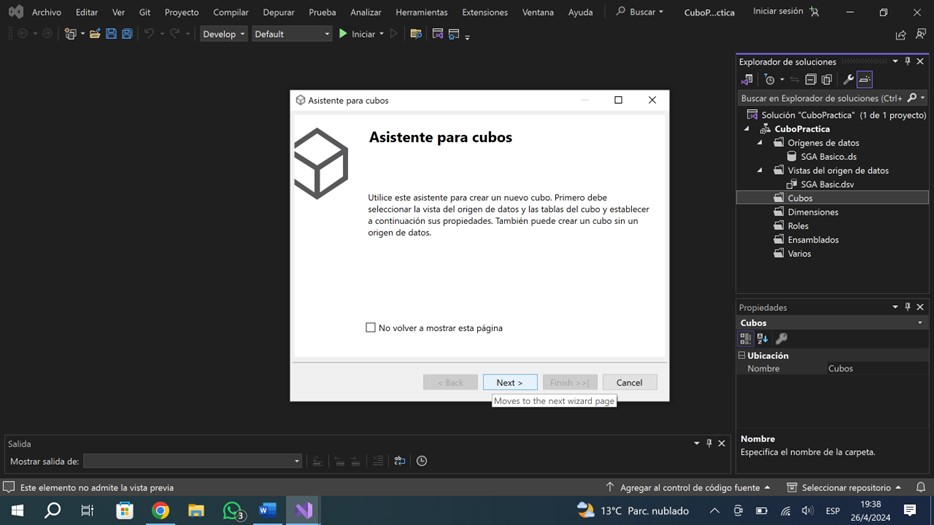 Archivo Editar Ver Git Proyecto Compilar Depurar Prueba Analizar Herramientas Extensiones Ventana Ayuda Buscar CuboP...ctica Iniciar sesión
Develop Default Iniciar
Explorador de soluciones
Buscar en Explorador de soluciones (Ctrl+
Solución "CuboPractica" (1 de 1 proyecto)
CuboPractica
Orígenes de datos
SGA Basico..ds
Vistas del origen de datos
SGA Basic.dsv
Cubos
Dimensiones
Roles
Ensamblados
Varios
Asistente para cubos
Asistente para cubos
Utilice este asistente para crear un nuevo cubo. Primero debe
seleccionar la vista del origen de datos y las tablas del cubo y establecer
a continuación sus propiedades. También puede crear un cubo sin un
origen de datos.
No volver a mostrar esta página
< Back Next > Finish >>| Cancel
Moves to the next wizard page
Propiedades
Cubos
Ubicación
Nombre Cubos
Nombre
Especifica el nombre de la carpeta.
Salida
Mostrar salida de:
Este elemento no admite la vista previa
Agregar al control de código fuente
Seleccionar repositorio
3
13°C Parc. nublado
ESP
19:38
26/4/2024